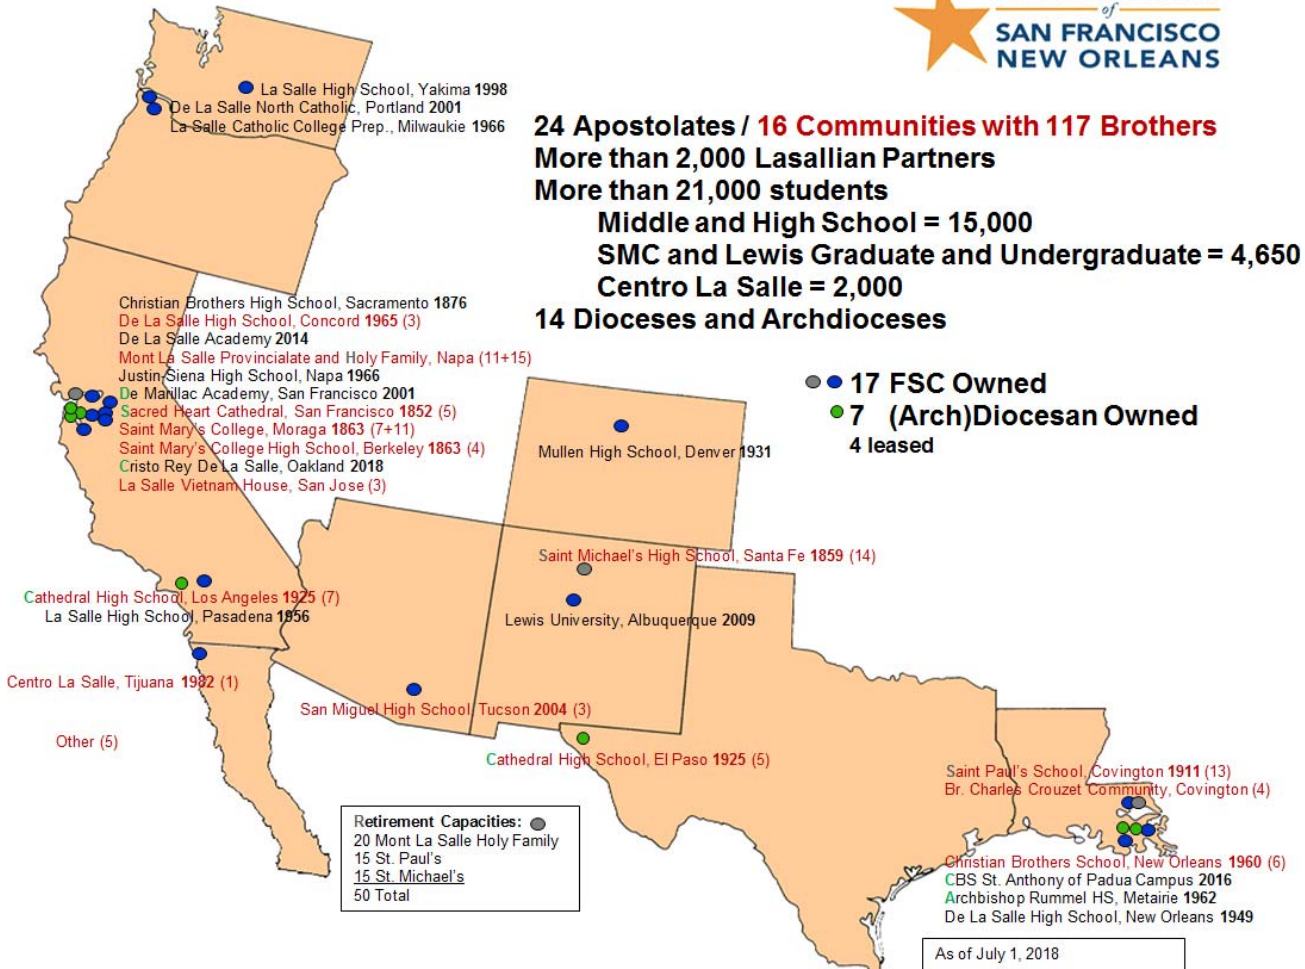 of
SAN FRANCISCO
NEW ORLEANS
La Salle High School, Yakima 1998
De La Salle North Catholic, Portland 2001
La Salle Catholic College Prep., Milwaukie 1966
24 Apostolates / 16 Communities with 117 Brothers
More than 2,000 Lasallian Partners
More than 21,000 students
Middle and High School = 15,000
SMC and Lewis Graduate and Undergraduate = 4,650
Centro La Salle = 2,000
14 Dioceses and Archdioceses
17 FSC Owned
7 (Arch)Diocesan Owned
4 leased
Christian Brothers High School, Sacramento 1876
De La Salle High School, Concord 1965 (3)
De La Salle Academy 2014
Mont La Salle Provincialate and Holy Family, Napa (11+15)
Justin-Siena High School, Napa 1966
De Marillac Academy, San Francisco 2001
Sacred Heart Cathedral, San Francisco 1852 (5)
Saint Mary's College, Moraga 1863 (7+11)
Saint Mary's College High School, Berkeley 1863 (4)
Cristo Rey De La Salle, Oakland 2018
La Salle Vietnam House, San Jose (3)
Mullen High School, Denver 1931
Saint Michael's High School, Santa Fe 1859 (14)
Lewis University, Albuquerque 2009
Cathedral High School, Los Angeles 1925 (7)
La Salle High School, Pasadena 1956
Centro La Salle, Tijuana 1982 (1)
Other (5)
San Miguel High School, Tucson 2004 (3)
Cathedral High School, El Paso 1925 (5)
Saint Paul's School, Covington 1911 (13)
Br. Charles Crouzet Community, Covington (4)
Christian Brothers School, New Orleans 1960 (6)
CBS St. Anthony of Padua Campus 2016
Archbishop Rummel HS, Metairie 1962
De La Salle High School, New Orleans 1949
Retirement Capacities:
20 Mont La Salle Holy Family
15 St. Paul's
15 St. Michael's
50 Total
As of July 1, 2018